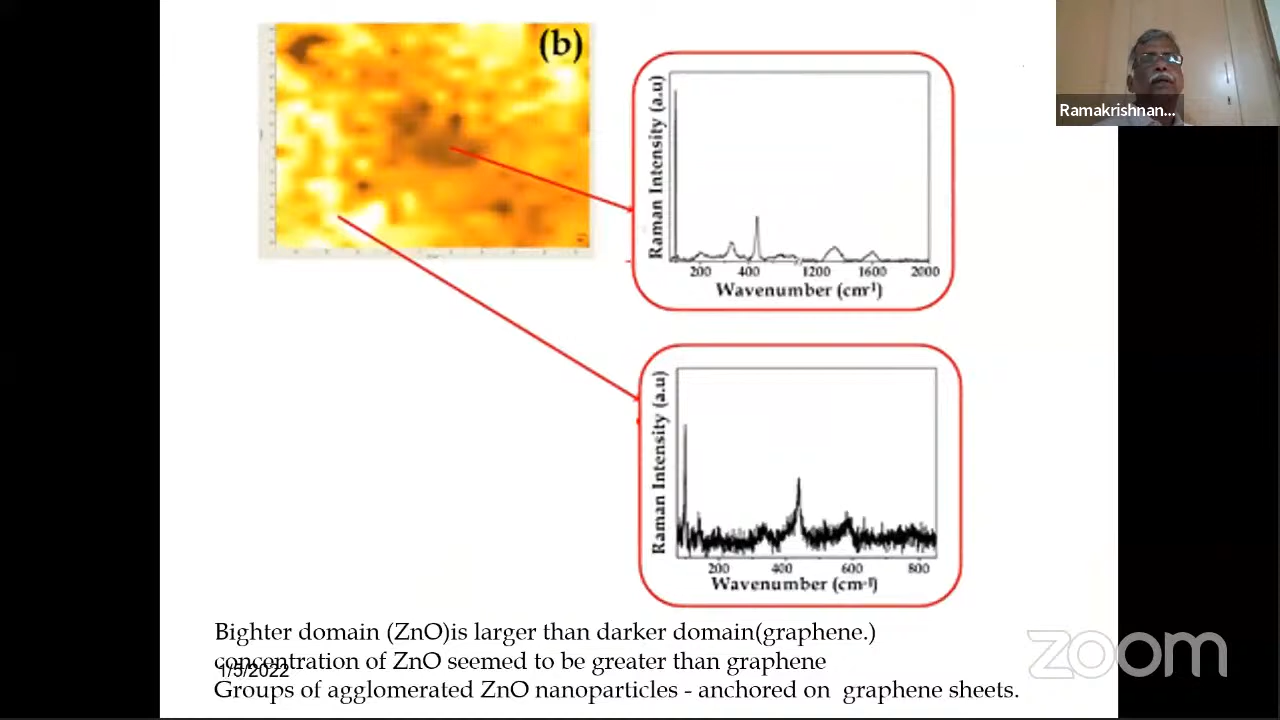 (b)
Ramakrishnan...
Raman Intensity (a.u)
200 400 1200 1600 2000
Wavenumber (cm-1)
Raman Intensity (a.u)
200 400 600 800
Wavenumber (cm-1)
Bighter domain (ZnO)is larger than darker domain(graphene.)
concentration of ZnO seemed to be greater than graphene
1/5/2022
Groups of agglomerated ZnO nanoparticles - anchored on graphene sheets.
zoom